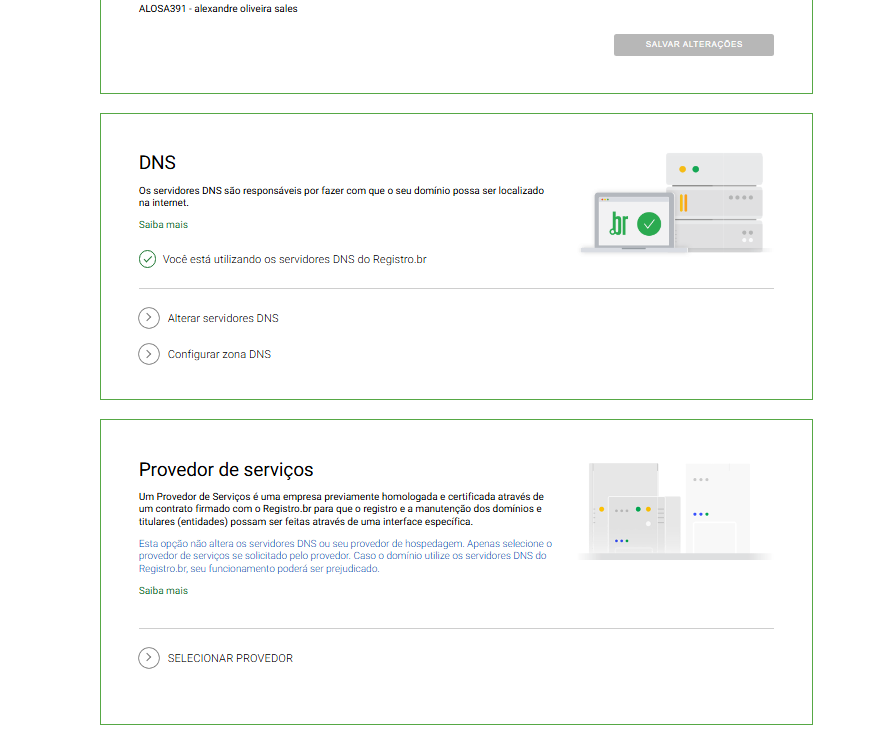 ALOSA391 - alexandre oliveira sales
SALVAR ALTERAÇÕES
DNS
Os servidores DNS são responsáveis por fazer com que o seu domínio possa ser localizado
na internet.
Saiba mais
.br
Você está utilizando os servidores DNS do Registro.br
Alterar servidores DNS
Configurar zona DNS
Provedor de serviços
Um Provedor de Serviços é uma empresa previamente homologada e certificada através de
um contrato firmado com o Registro.br para que o registro e a manutenção dos domínios e
titulares (entidades) possam ser feitas através de uma interface específica.
Esta opção não altera os servidores DNS ou seu provedor de hospedagem. Apenas selecione o
provedor de serviços se solicitado pelo provedor. Caso o domínio utilize os servidores DNS do
Registro.br, seu funcionamento poderá ser prejudicado.
Saiba mais
SELECIONAR PROVEDOR